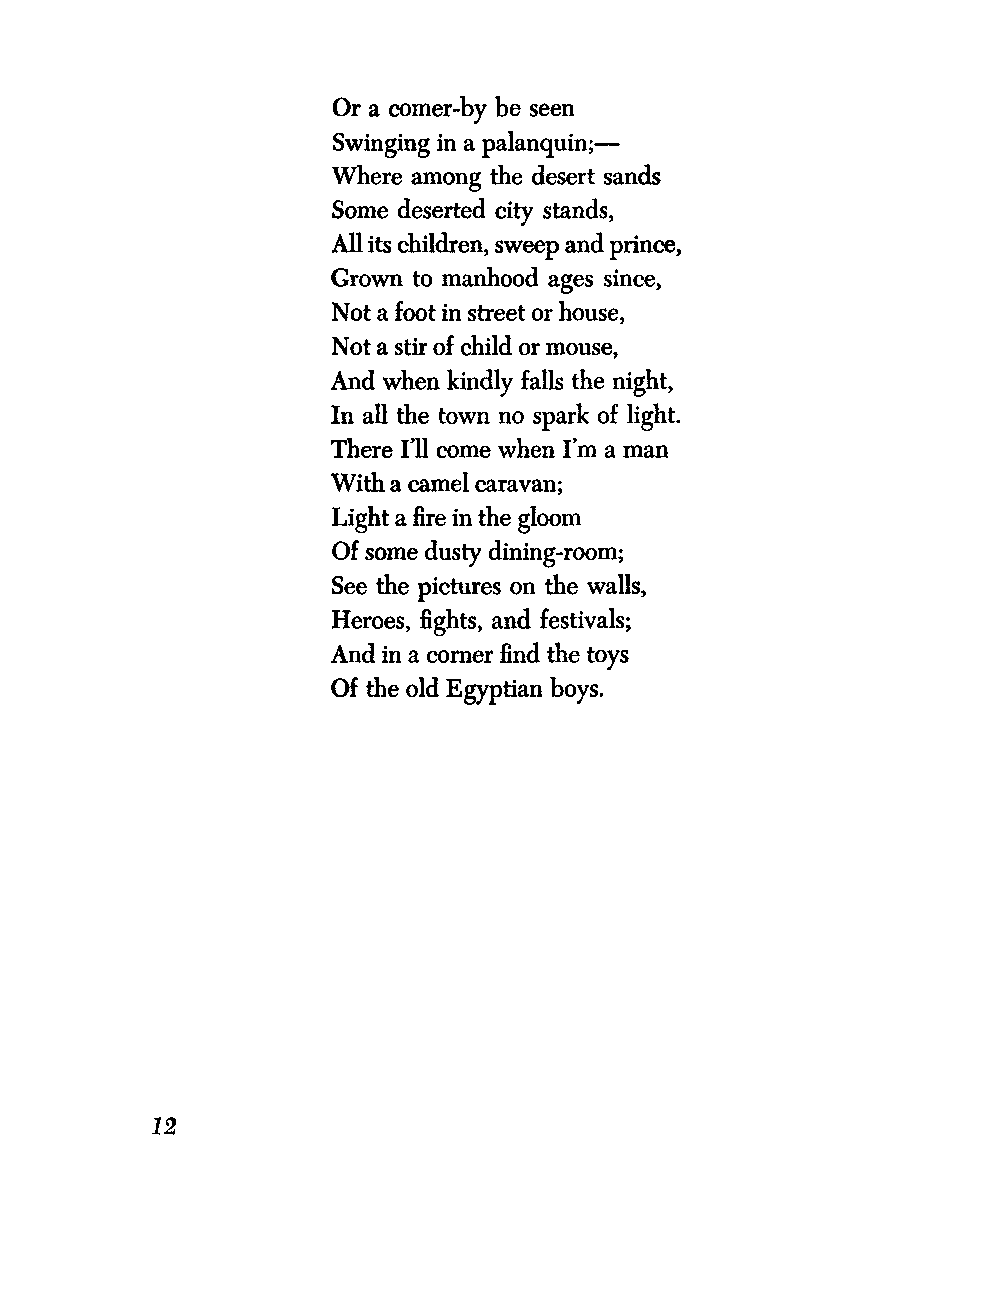 Or a comer-by be seen
Swinging in a palanquin;—
Where among the desert sands
Some deserted city stands,
All its children, sweep and prince,
Grown to manhood ages since,
Not a foot in street or house,
Not a stir of child or mouse,
And when kindly falls the night,
In all the town no spark of light.
There I'll come when I'm a man
With a camel caravan;
Light a fire in the gloom
Of some dusty dining-room;
See the pictures on the walls,
Heroes, fights, and festivals;
And in a corner find the toys
Of the old Egyptian boys.
12